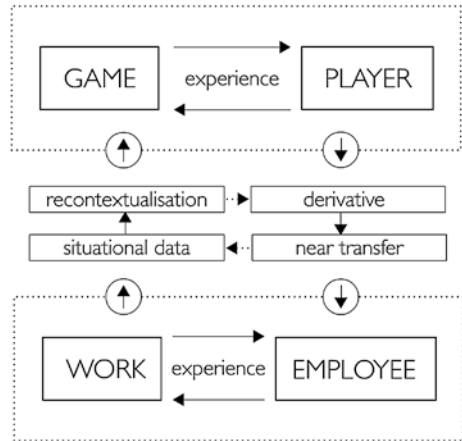 GAME experience PLAYER
recontextualisation derivative
situational data near transfer
WORK experience EMPLOYEE